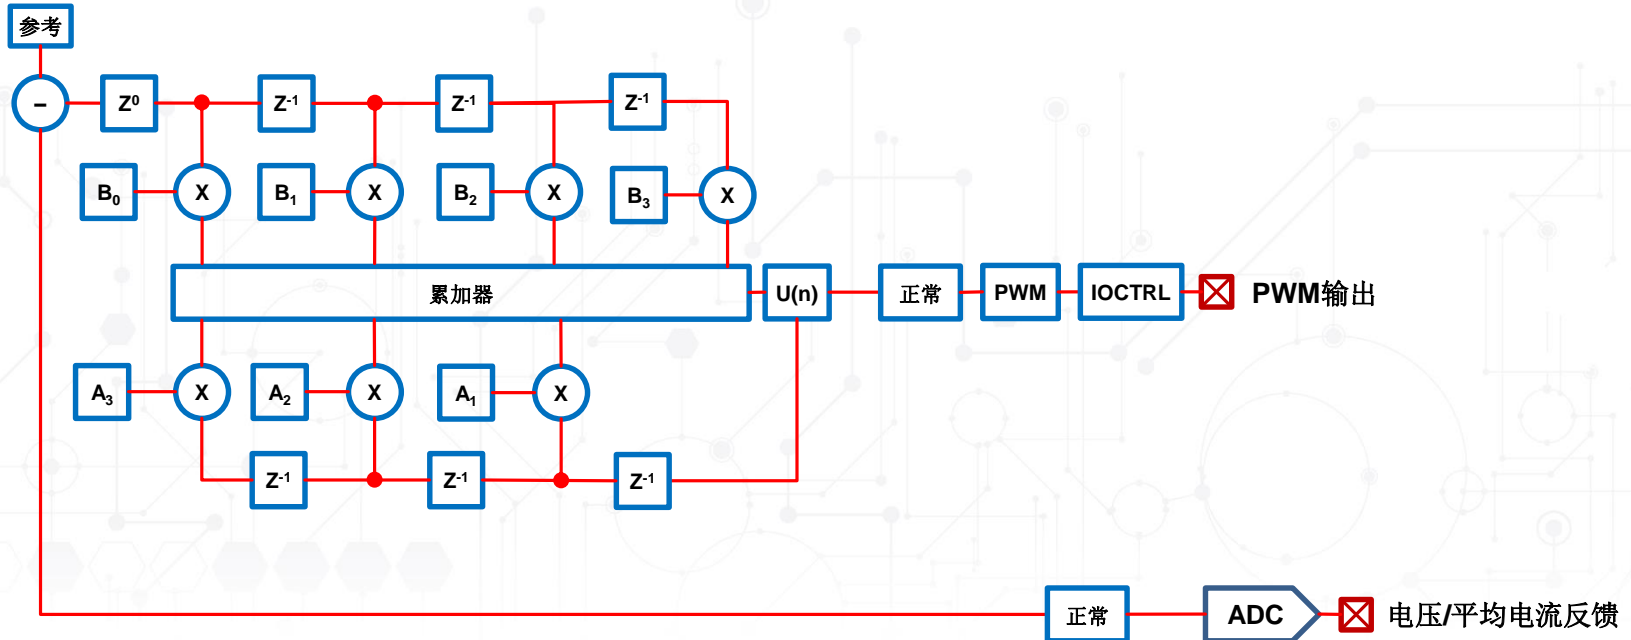 参考
–
Z⁰
Z⁻¹
Z⁻¹
Z⁻¹
B₀
X
B₁
X
B₂
X
B₃
X
累加器
U(n)
正常
PWM
IOCTRL
PWM输出
A₃
X
A₂
X
A₁
X
Z⁻¹
Z⁻¹
Z⁻¹
正常
ADC
电压/平均电流反馈